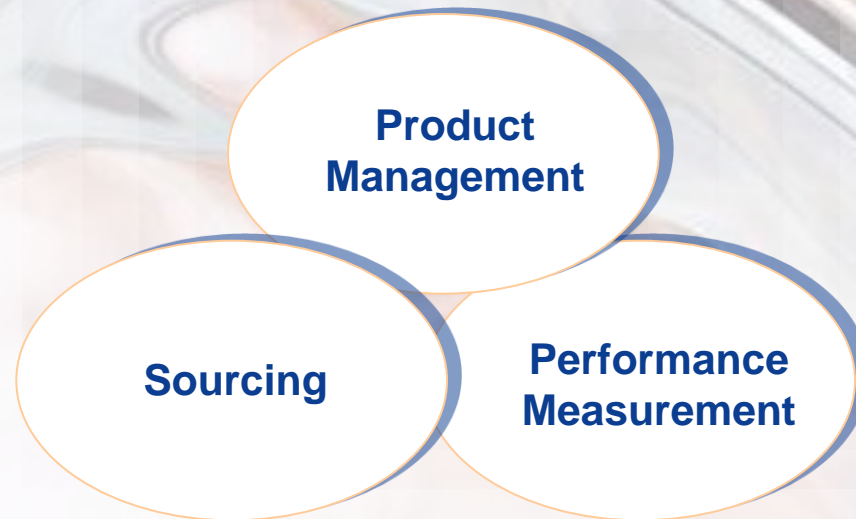 Product
Management
Sourcing
Performance
Measurement